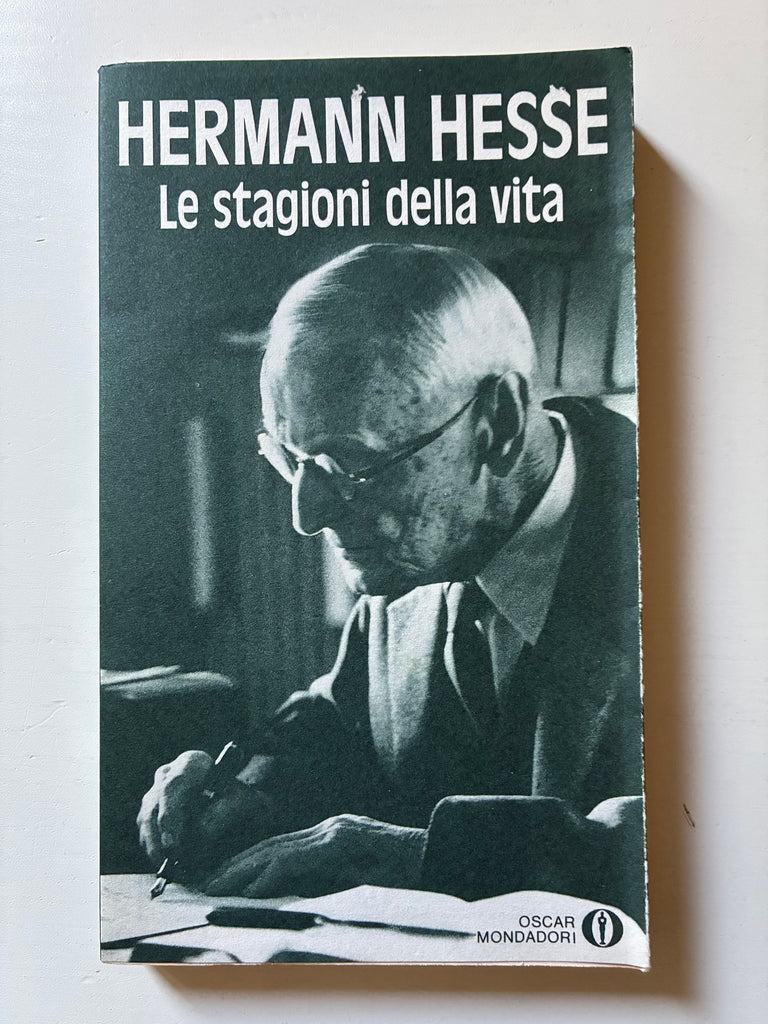 HERMANN HESSE
Le stagioni della vita
OSCAR
MONDADORI